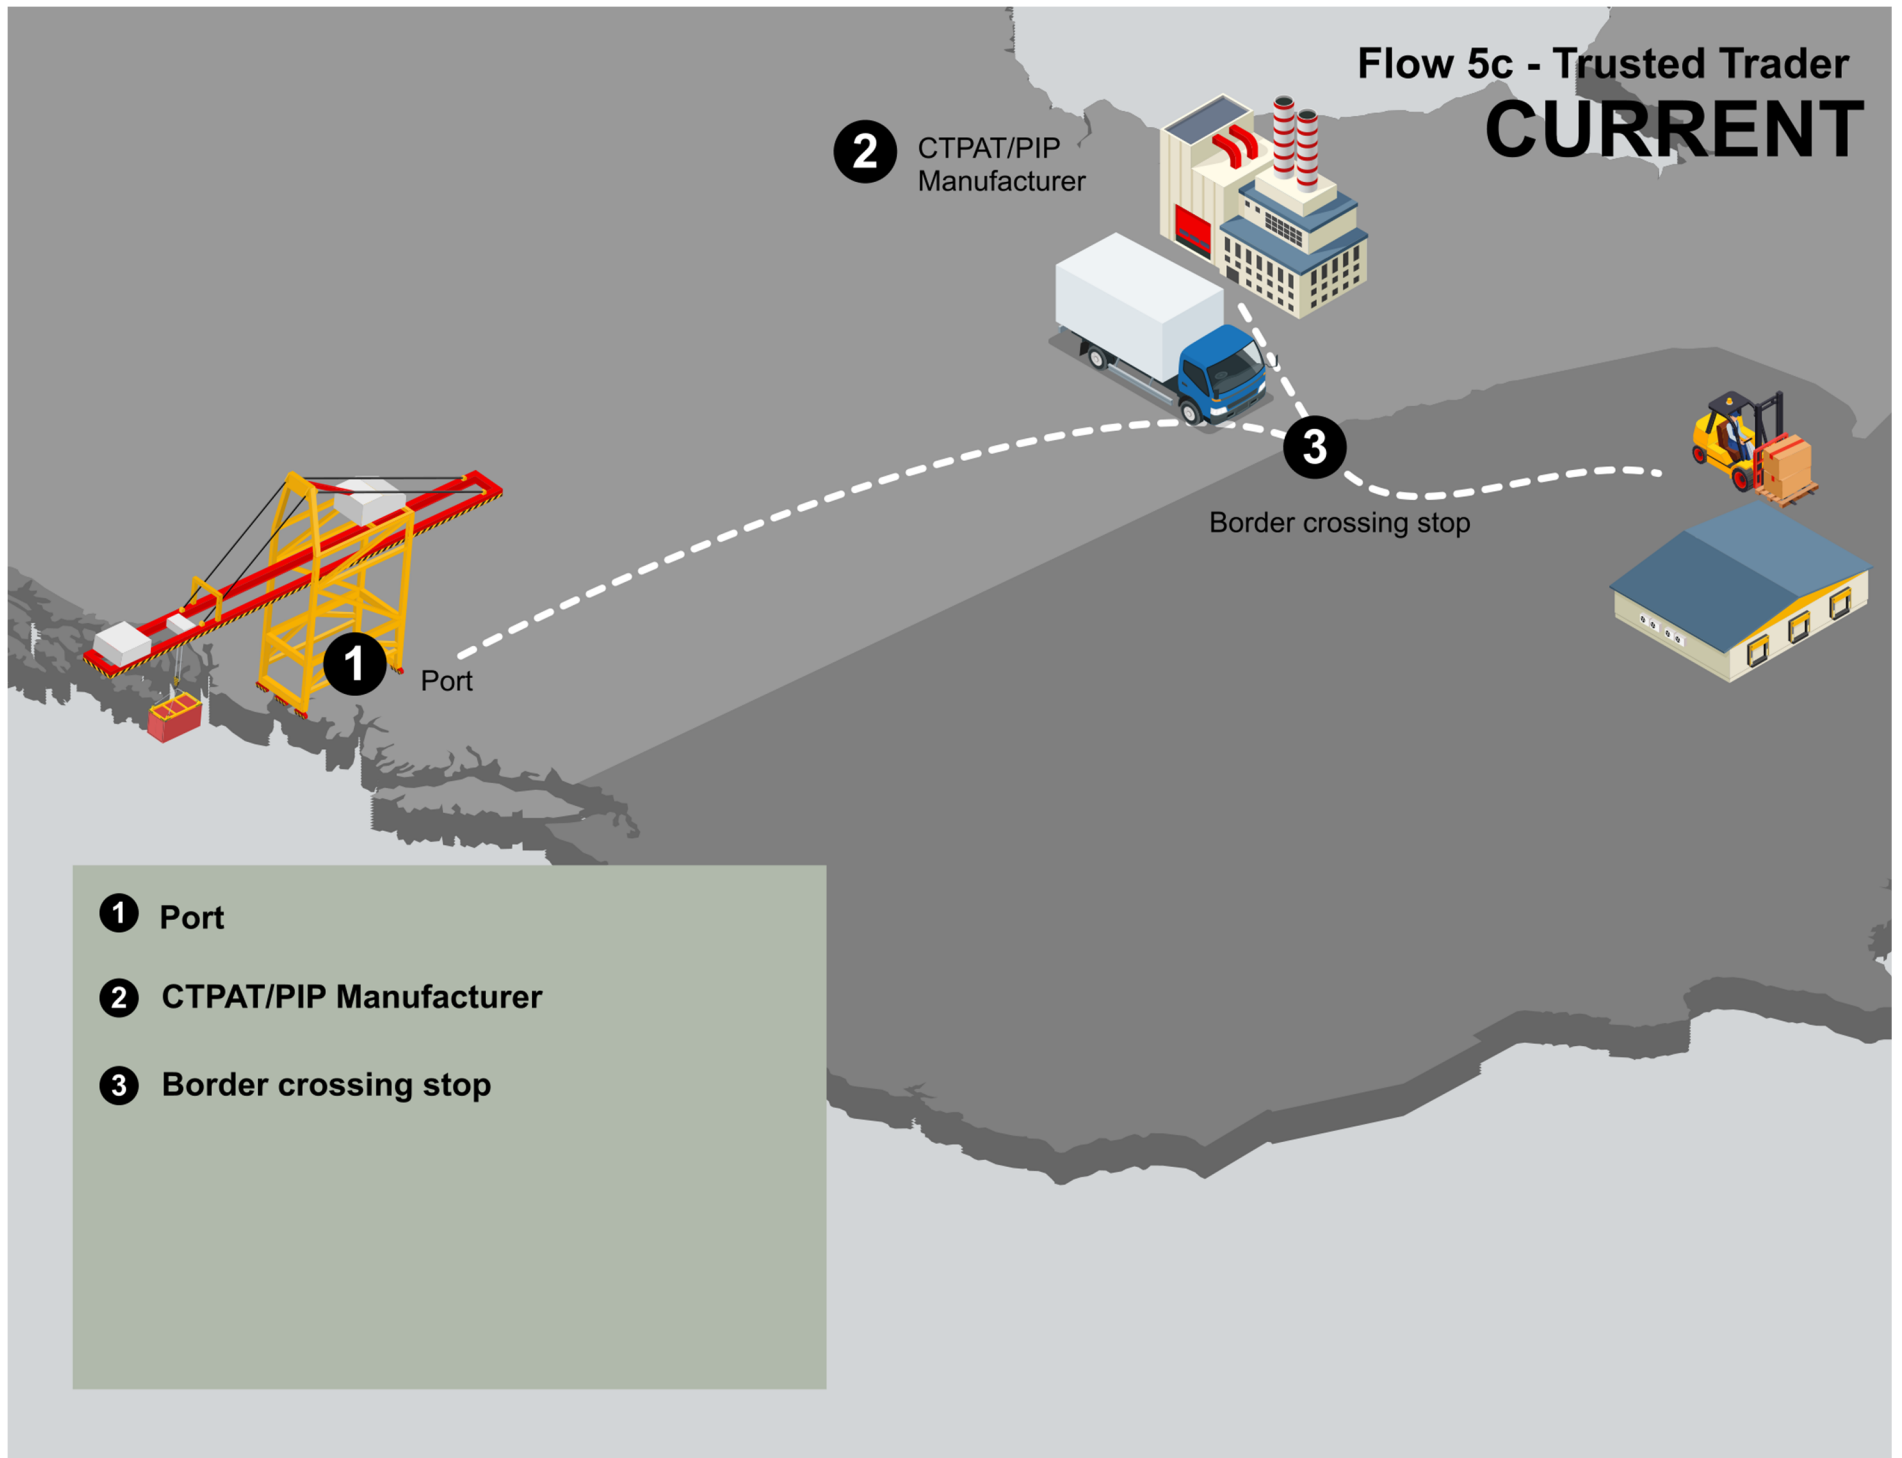 Flow 5c - Trusted Trader
CURRENT
2
CTPAT/PIP
Manufacturer
3
Border crossing stop
1
Port
1 Port
2 CTPAT/PIP Manufacturer
3 Border crossing stop